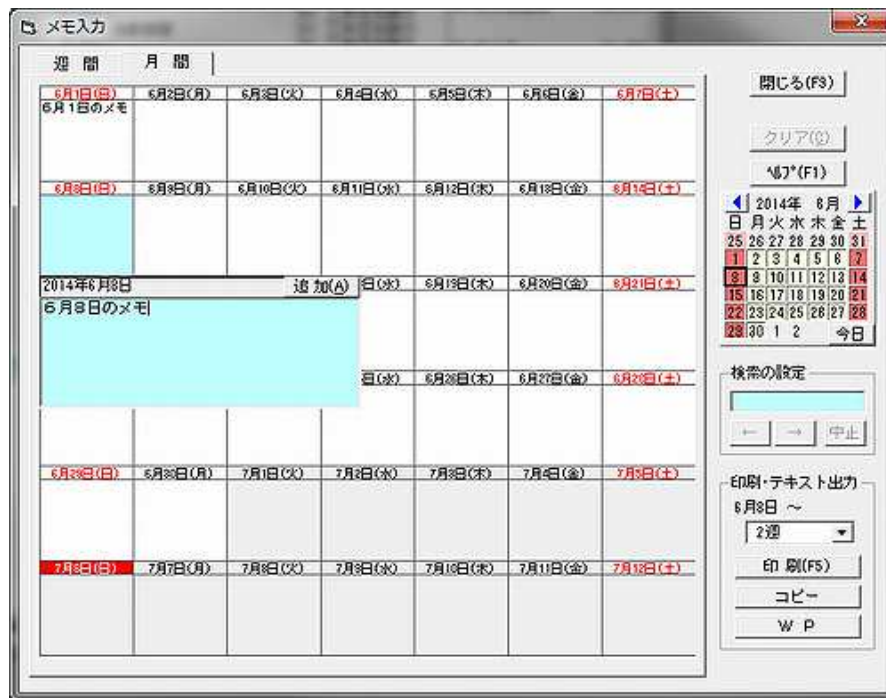 メモ入力
週 間 月 間
6月1日(日) 6月2日(月) 6月3日(火) 6月4日(水) 6月5日(木) 6月6日(金) 6月7日(土)
6月1日のメモ
6月8日(日) 6月9日(月) 6月10日(火) 6月11日(水) 6月12日(木) 6月13日(金) 6月14日(土)
2014年6月8日 追 加(A) 日(水) 6月19日(木) 6月20日(金) 6月21日(土)
6月8日のメモ
日(水) 6月26日(木) 6月27日(金) 6月28日(土)
6月29日(日) 6月30日(月) 7月1日(火) 7月2日(水) 7月3日(木) 7月4日(金) 7月5日(土)
7月6日(日) 7月7日(月) 7月8日(火) 7月9日(水) 7月10日(木) 7月11日(金) 7月12日(土)
閉じる(F3)
クリア(C)
ヘルプ(F1)
2014年 6月
日 月 火 水 木 金 土
25 26 27 28 29 30 31
1 2 3 4 5 6 7
8 9 10 11 12 13 14
15 16 17 18 19 20 21
22 23 24 25 26 27 28
29 30 1 2 今日
検索の設定
← → 中止
印刷・テキスト出力
6月8日 ～
2週
印 刷(F5)
コピー
W P